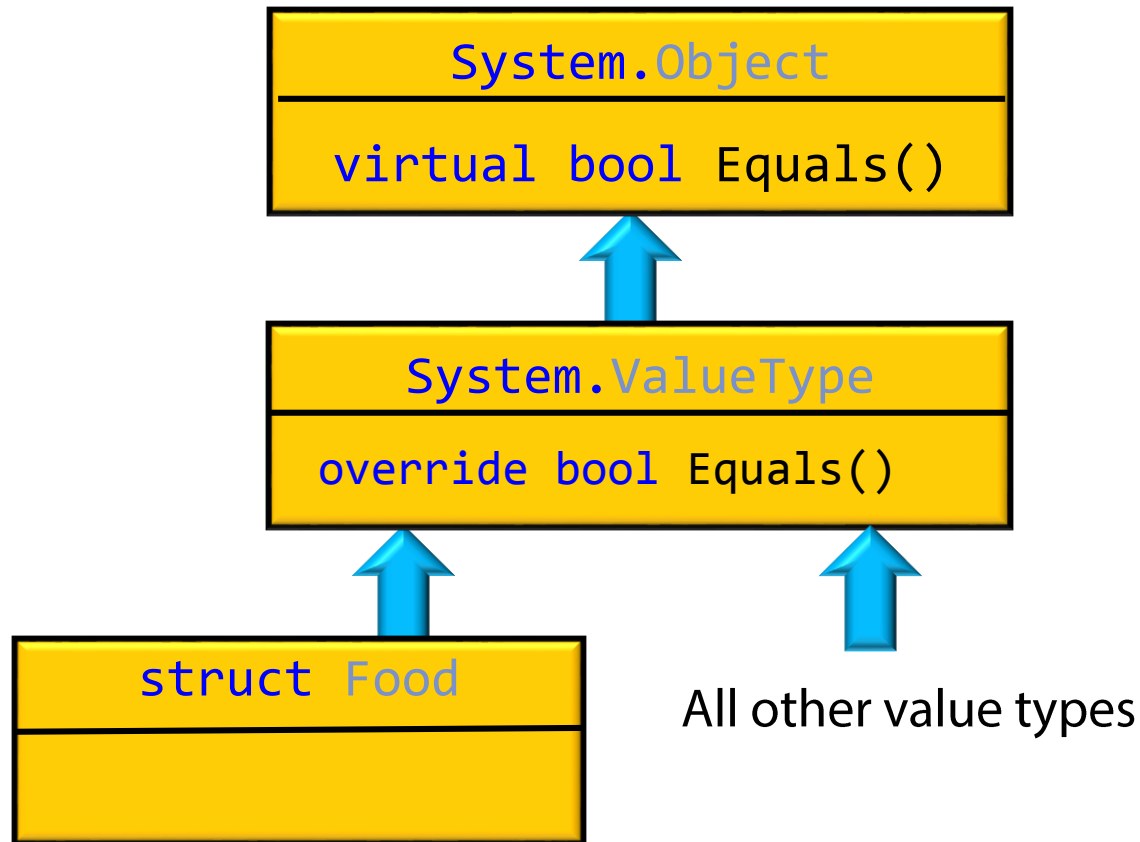 System.Object
virtual bool Equals()
System.ValueType
override bool Equals()
struct Food
All other value types